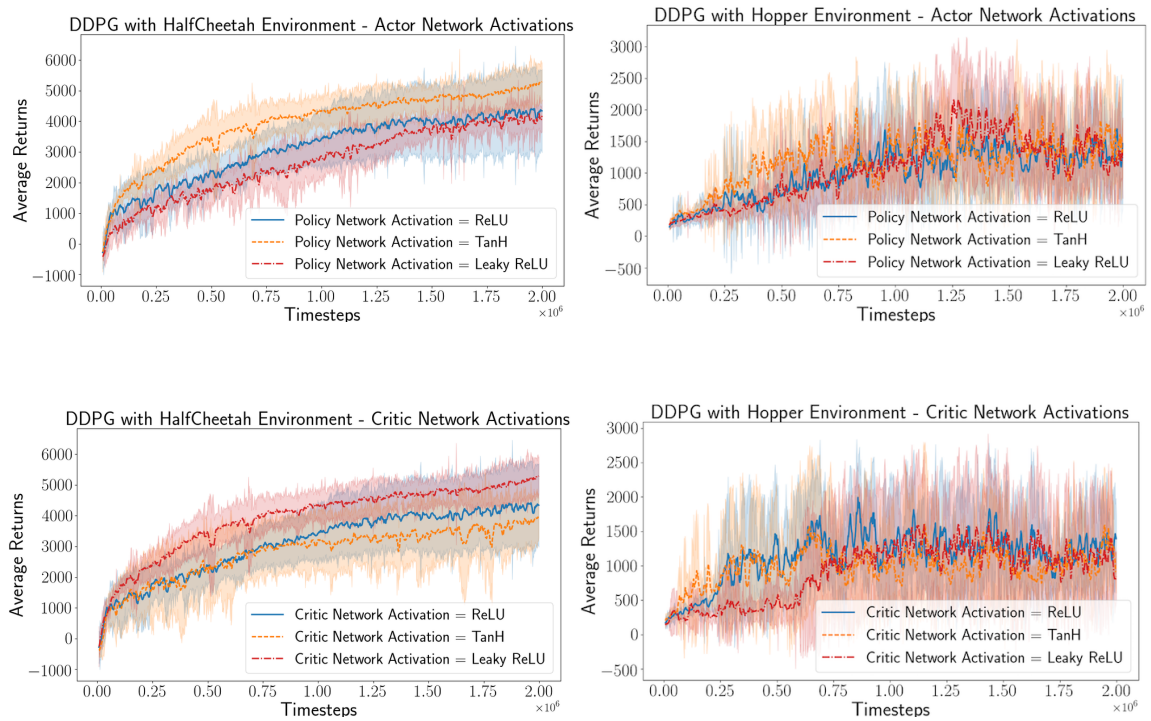 DDPG with HalfCheetah Environment - Actor Network Activations
Average Returns
6000
5000
4000
3000
2000
1000
0
−1000
Policy Network Activation = ReLU
Policy Network Activation = TanH
Policy Network Activation = Leaky ReLU
0.00 0.25 0.50 0.75 1.00 1.25 1.50 1.75 2.00
Timesteps
×10⁶
DDPG with Hopper Environment - Actor Network Activations
Average Returns
3000
2500
2000
1500
1000
500
0
−500
Policy Network Activation = ReLU
Policy Network Activation = TanH
Policy Network Activation = Leaky ReLU
0.00 0.25 0.50 0.75 1.00 1.25 1.50 1.75 2.00
Timesteps
×10⁶
DDPG with HalfCheetah Environment - Critic Network Activations
Average Returns
6000
5000
4000
3000
2000
1000
0
−1000
Critic Network Activation = ReLU
Critic Network Activation = TanH
Critic Network Activation = Leaky ReLU
0.00 0.25 0.50 0.75 1.00 1.25 1.50 1.75 2.00
Timesteps
×10⁶
DDPG with Hopper Environment - Critic Network Activations
Average Returns
3000
2500
2000
1500
1000
500
0
−500
Critic Network Activation = ReLU
Critic Network Activation = TanH
Critic Network Activation = Leaky ReLU
0.00 0.25 0.50 0.75 1.00 1.25 1.50 1.75 2.00
Timesteps
×10⁶